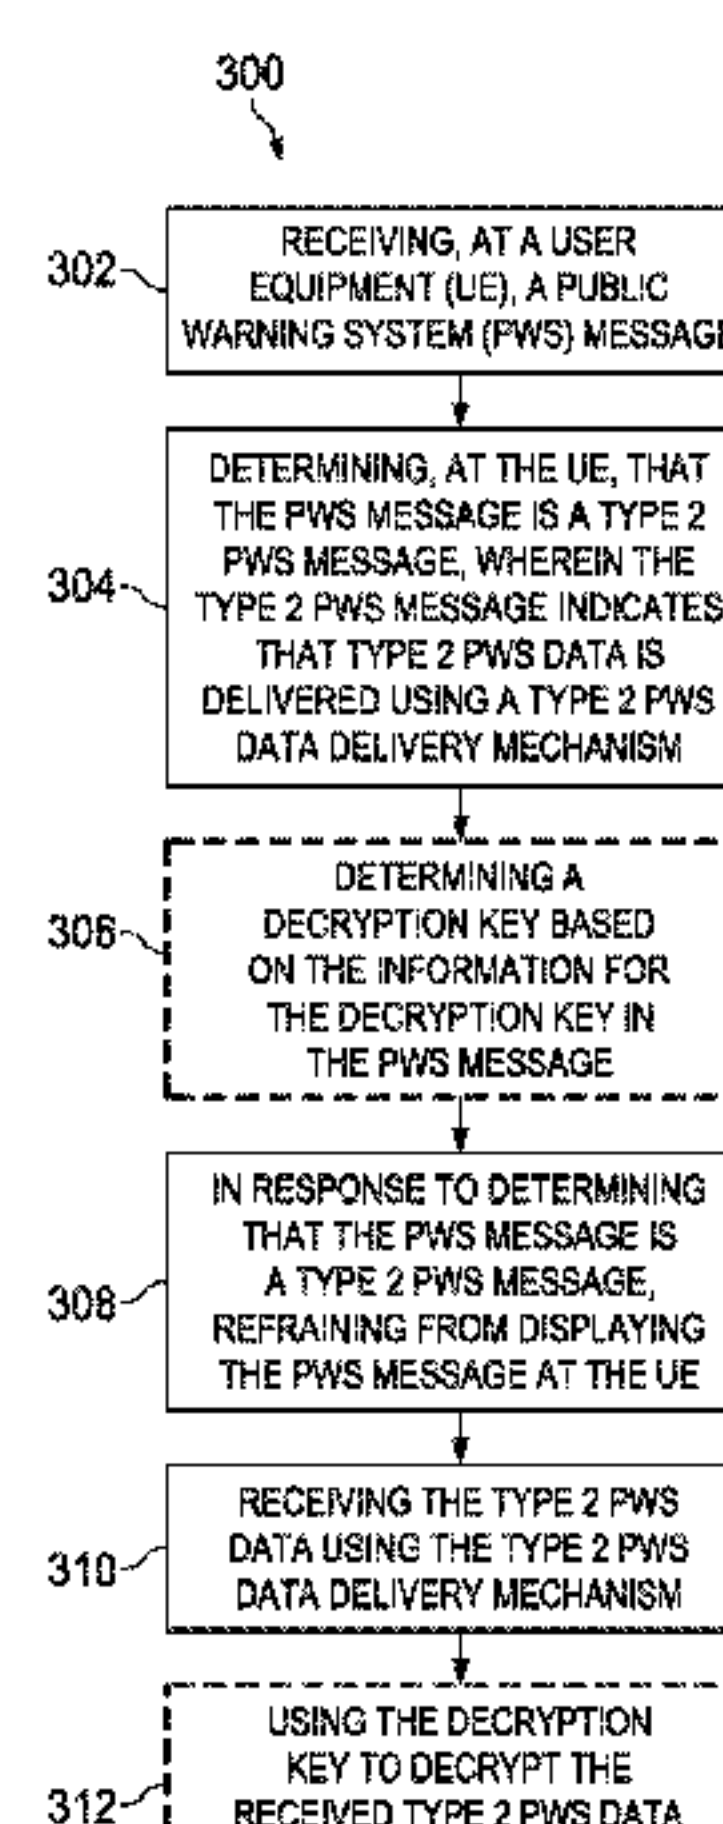 300
302
RECEIVING, AT A USER
EQUIPMENT (UE), A PUBLIC
WARNING SYSTEM (PWS) MESSAGE
304
DETERMINING, AT THE UE, THAT
THE PWS MESSAGE IS A TYPE 2
PWS MESSAGE, WHEREIN THE
TYPE 2 PWS MESSAGE INDICATES
THAT TYPE 2 PWS DATA IS
DELIVERED USING A TYPE 2 PWS
DATA DELIVERY MECHANISM
306
DETERMINING A
DECRYPTION KEY BASED
ON THE INFORMATION FOR
THE DECRYPTION KEY IN
THE PWS MESSAGE
308
IN RESPONSE TO DETERMINING
THAT THE PWS MESSAGE IS
A TYPE 2 PWS MESSAGE,
REFRAINING FROM DISPLAYING
THE PWS MESSAGE AT THE UE
310
RECEIVING THE TYPE 2 PWS
DATA USING THE TYPE 2 PWS
DATA DELIVERY MECHANISM
312
USING THE DECRYPTION
KEY TO DECRYPT THE
RECEIVED TYPE 2 PWS DATA